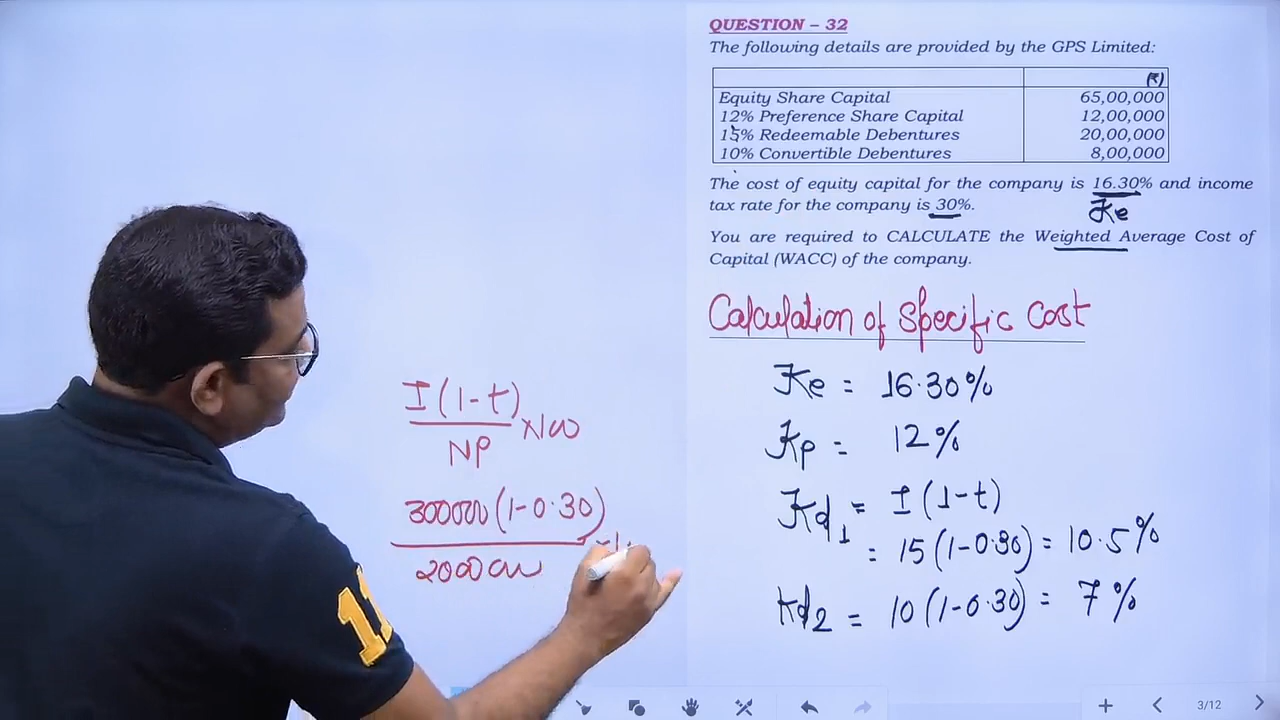 QUESTION – 32
The following details are provided by the GPS Limited:
(₹)
Equity Share Capital 65,00,000
12% Preference Share Capital 12,00,000
15% Redeemable Debentures 20,00,000
10% Convertible Debentures 8,00,000
The cost of equity capital for the company is 16.30% and income
tax rate for the company is 30%.
Ke
You are required to CALCULATE the Weighted Average Cost of
Capital (WACC) of the company.
Calculation of Specific Cost
Ke = 16.30%
Kp = 12%
Kd1 = I(1-t)
= 15(1-0.30) = 10.5%
Kd2 = 10(1-0.30) = 7%
I(1-t)
NP
×100
300000(1-0.30)
200000
11
3/12